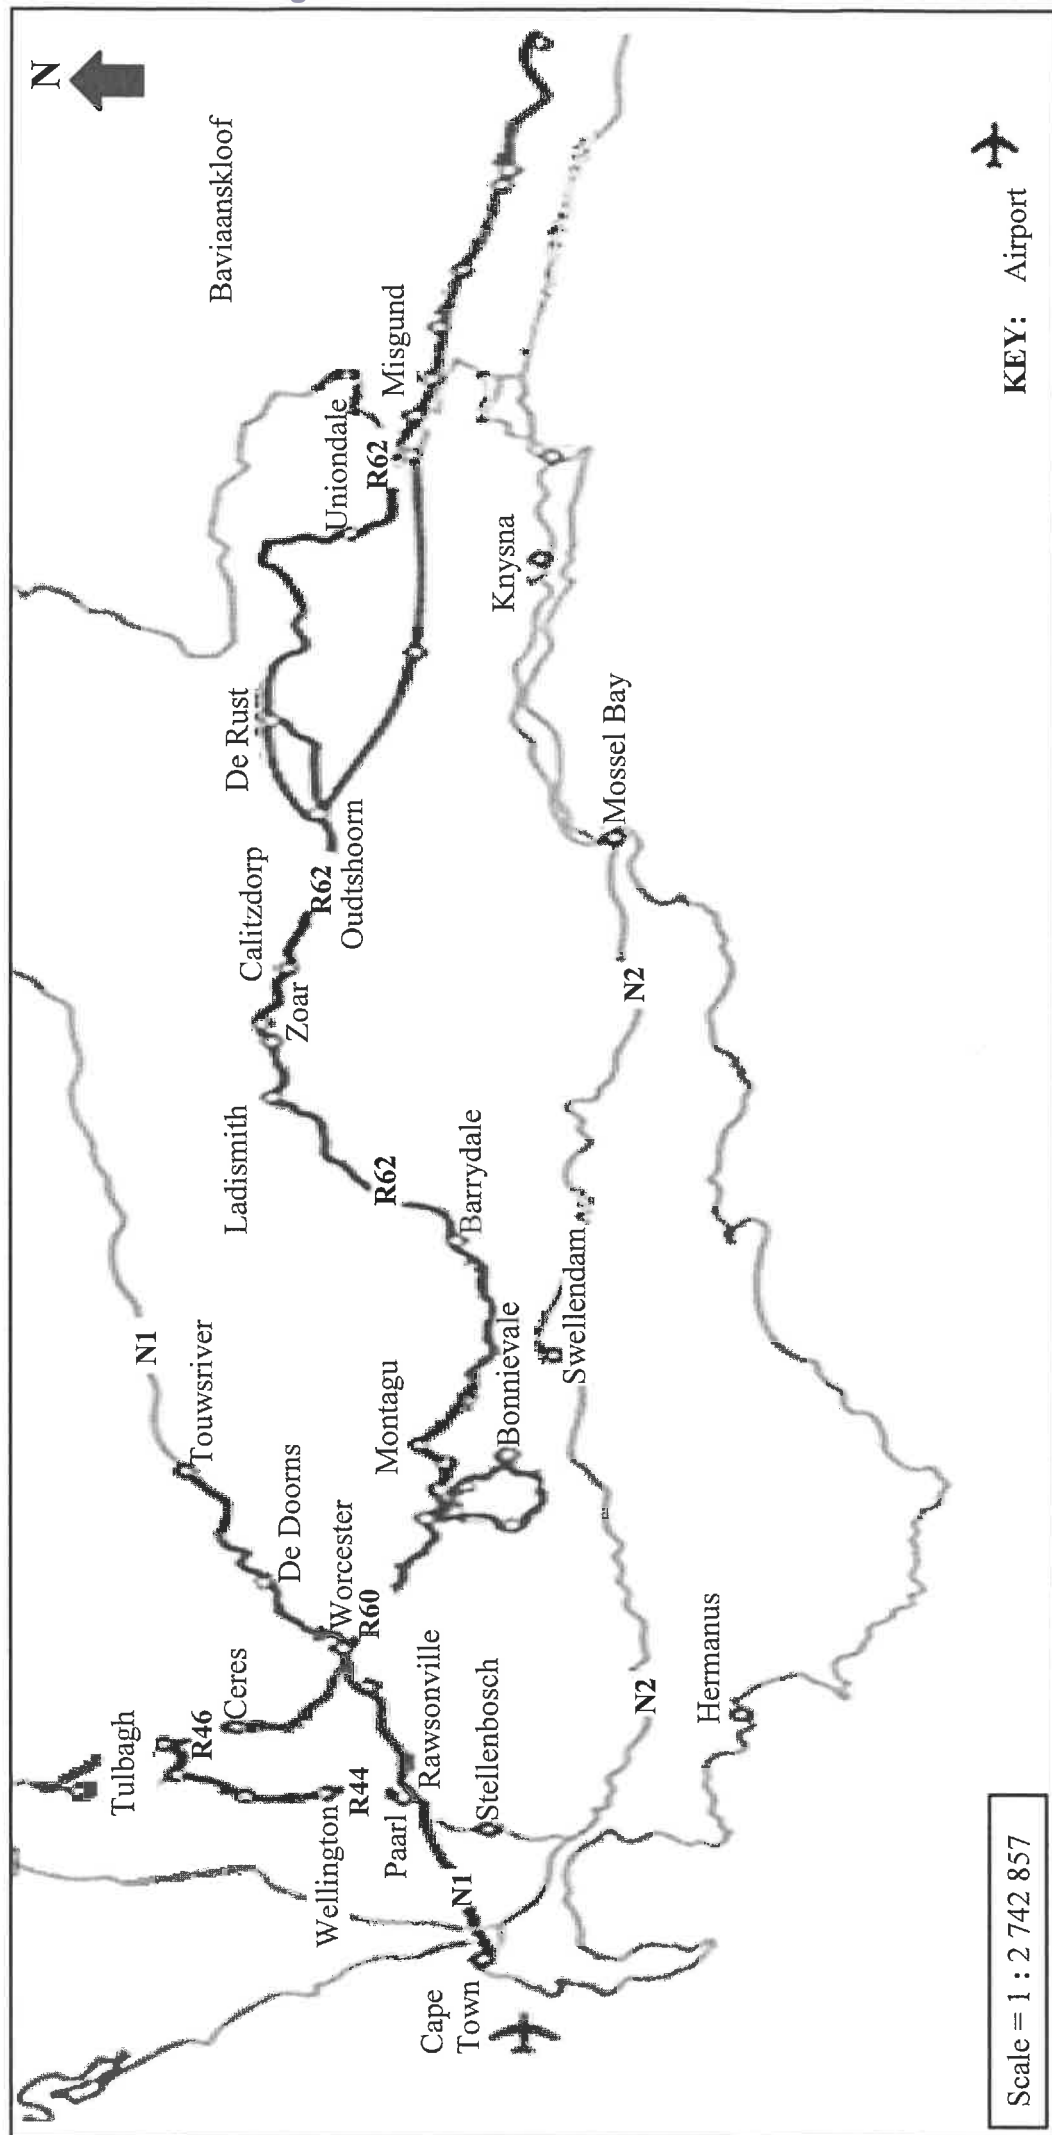 N
Baviaanskloof
Misgund
Uniondale
R62
Knysna
De Rust
Mossel Bay
Calitzdorp
R62
Oudtshoorn
Zoar
N2
Ladismith
R62
Barrydale
N1
Touwsriver
Swellendam
Bonnievale
Montagu
De Doorns
Worcester
R60
Ceres
R46
Rawsonville
Stellenbosch
N2
Hermanus
Tulbagh
R44
Wellington
Paarl
N1
Cape
Town
KEY: Airport
Scale = 1 : 2 742 857